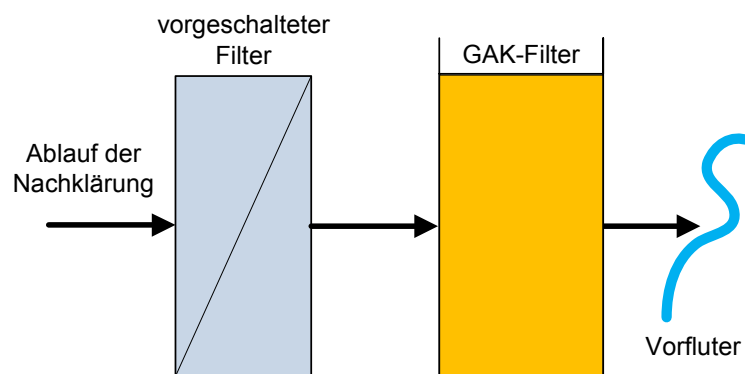 vorgeschalteter
Filter
GAK-Filter
Ablauf der
Nachklärung
Vorfluter